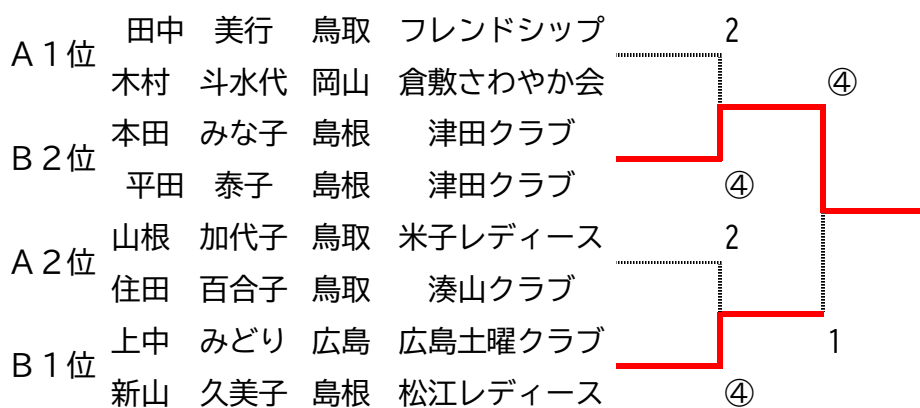 田中 美行 鳥取 フレンドシップ 2
A1位
木村 斗水代 岡山 倉敷さわやか会 ④
本田 みな子 島根 津田クラブ
B2位
平田 泰子 島根 津田クラブ ④
山根 加代子 鳥取 米子レディース 2
A2位
住田 百合子 鳥取 湊山クラブ
上中 みどり 広島 広島土曜クラブ 1
B1位
新山 久美子 島根 松江レディース ④